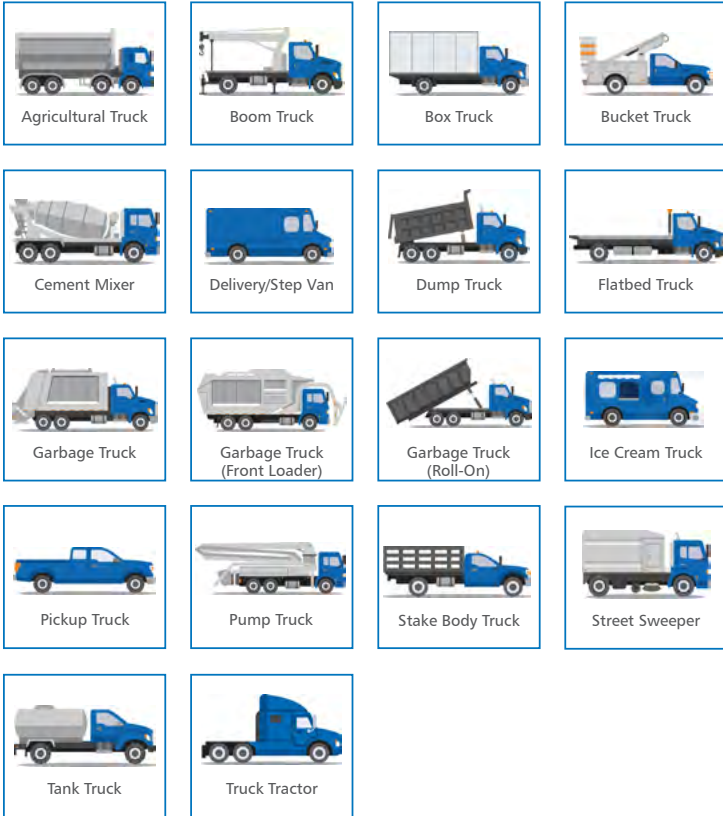 Agricultural Truck
Boom Truck
Box Truck
Bucket Truck
Cement Mixer
Delivery/Step Van
Dump Truck
Flatbed Truck
Garbage Truck
Garbage Truck
(Front Loader)
Garbage Truck
(Roll-On)
Ice Cream Truck
Pickup Truck
Pump Truck
Stake Body Truck
Street Sweeper
Tank Truck
Truck Tractor